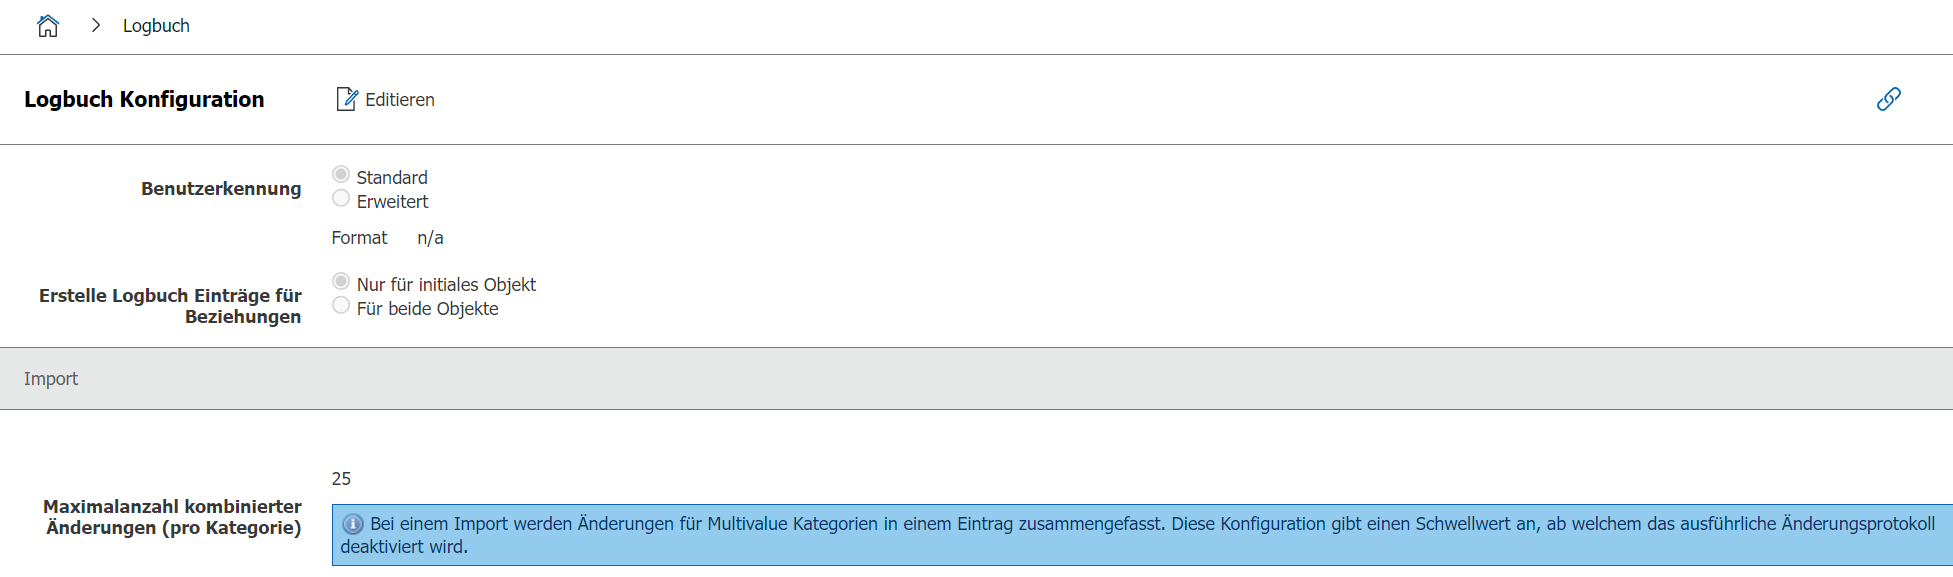 Logbuch
Logbuch Konfiguration
Editieren
Benutzerkennung
Standard
Erweitert
Format n/a
Erstelle Logbuch Einträge für
Beziehungen
Nur für initiales Objekt
Für beide Objekte
Import
25
Maximalanzahl kombinierter
Änderungen (pro Kategorie)
Bei einem Import werden Änderungen für Multivalue Kategorien in einem Eintrag zusammengefasst. Diese Konfiguration gibt einen Schwellwert an, ab welchem das ausführliche Änderungsprotokoll
deaktiviert wird.